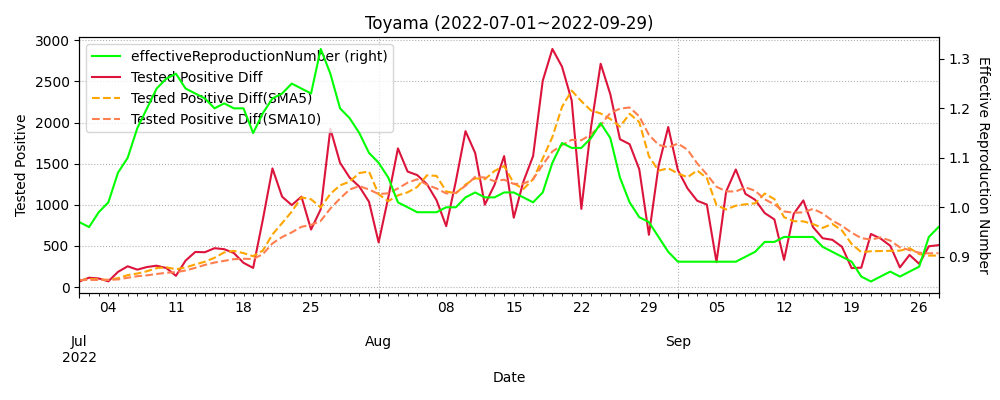 Toyama (2022-07-01~2022-09-29)
effectiveReproductionNumber (right)
Tested Positive Diff
Tested Positive Diff(SMA5)
Tested Positive Diff(SMA10)
Tested Positive
3000
2500
2000
1500
1000
500
0
Effective Reproduction Number
1.3
1.2
1.1
1.0
0.9
04 11 18 25 08 15 22 29 05 12 19 26
Jul Aug Sep
2022
Date